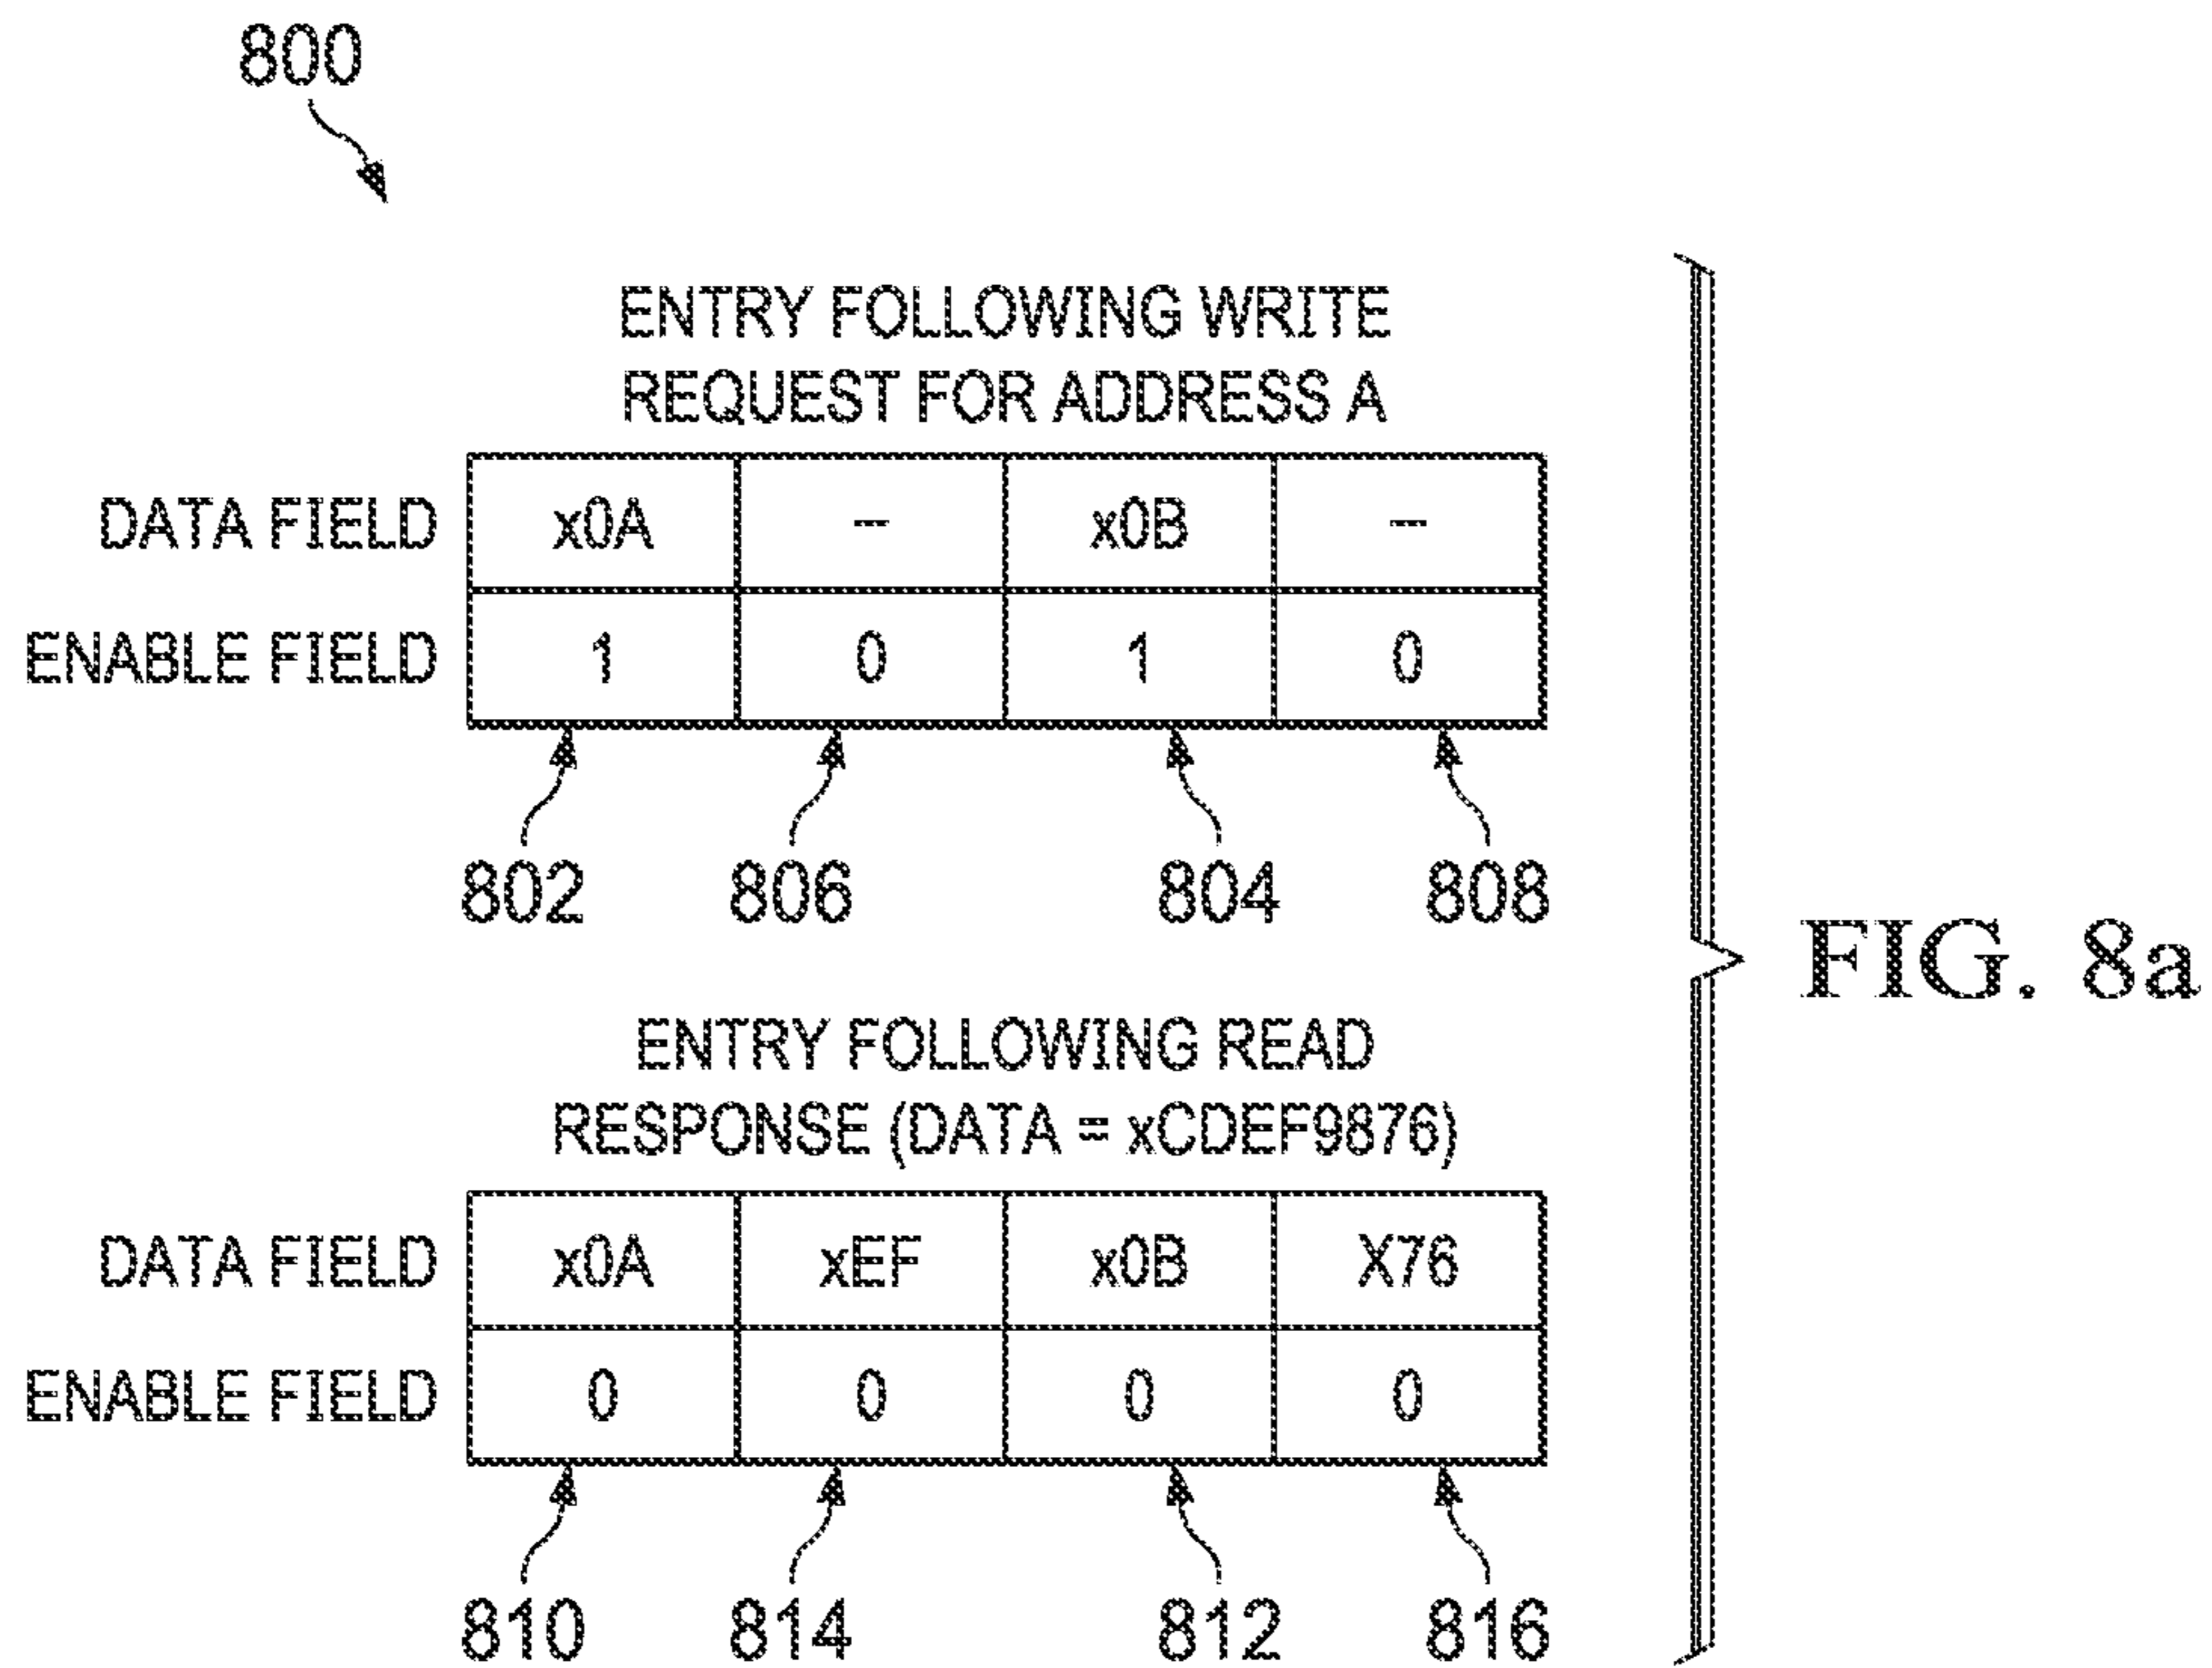 800
ENTRY FOLLOWING WRITE
REQUEST FOR ADDRESS A
DATA FIELD x0A – x0B –
ENABLE FIELD 1 0 1 0
802 806 804 808
FIG. 8a
ENTRY FOLLOWING READ
RESPONSE (DATA = xCDEF9876)
DATA FIELD x0A xEF x0B X76
ENABLE FIELD 0 0 0 0
810 814 812 816